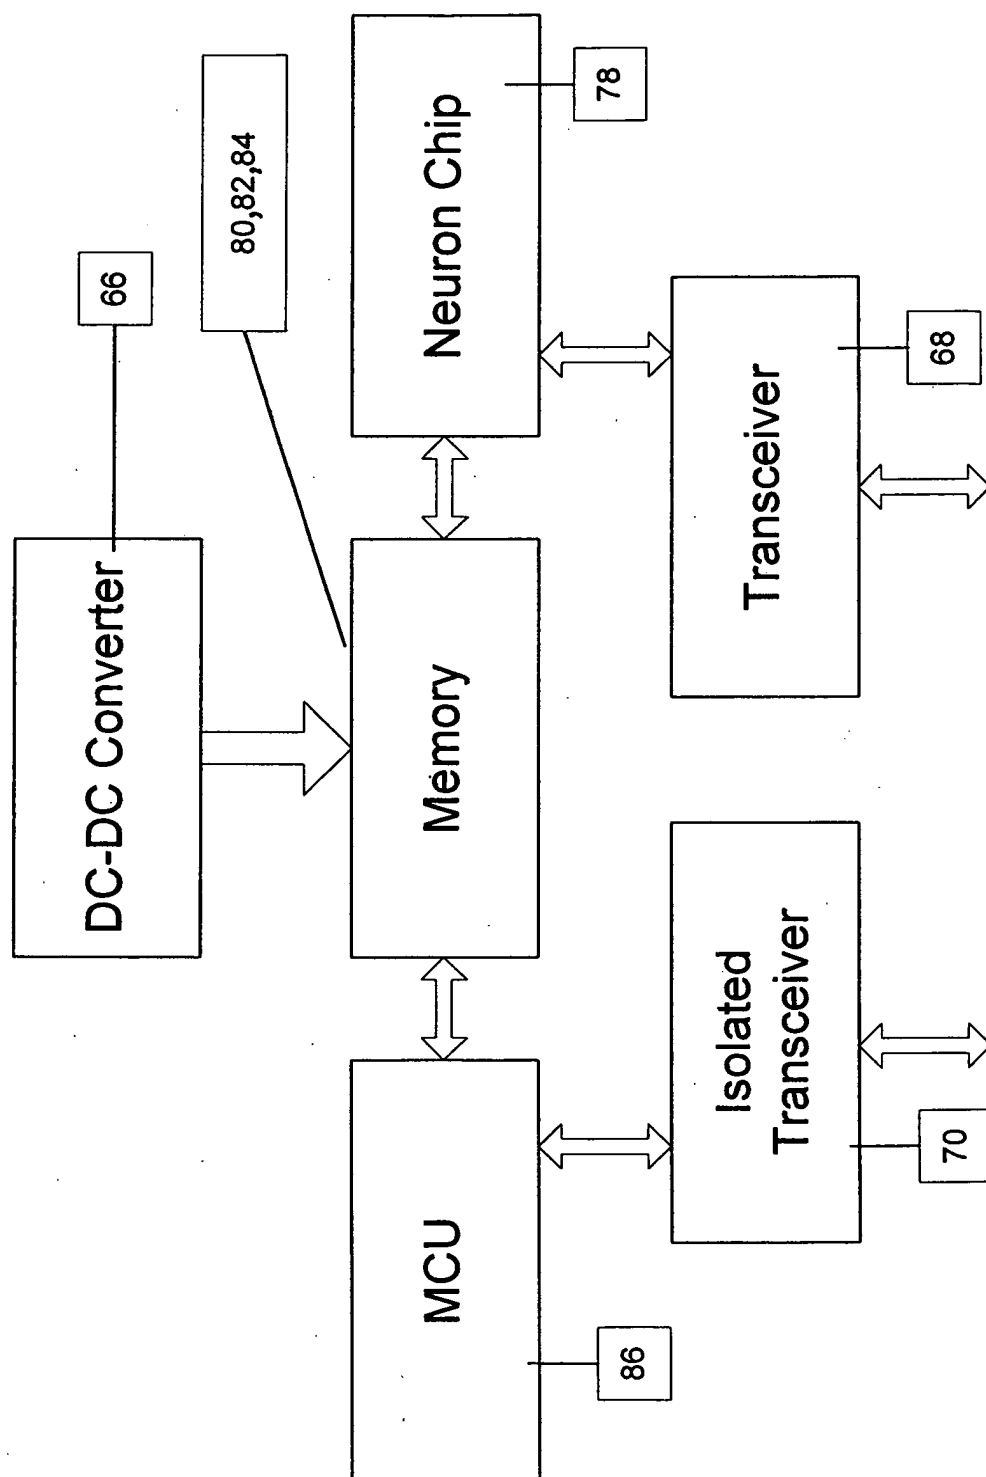 DC-DC Converter
66
80,82,84
MCU
Memory
Neuron Chip
86
78
Isolated
Transceiver
Transceiver
70
68